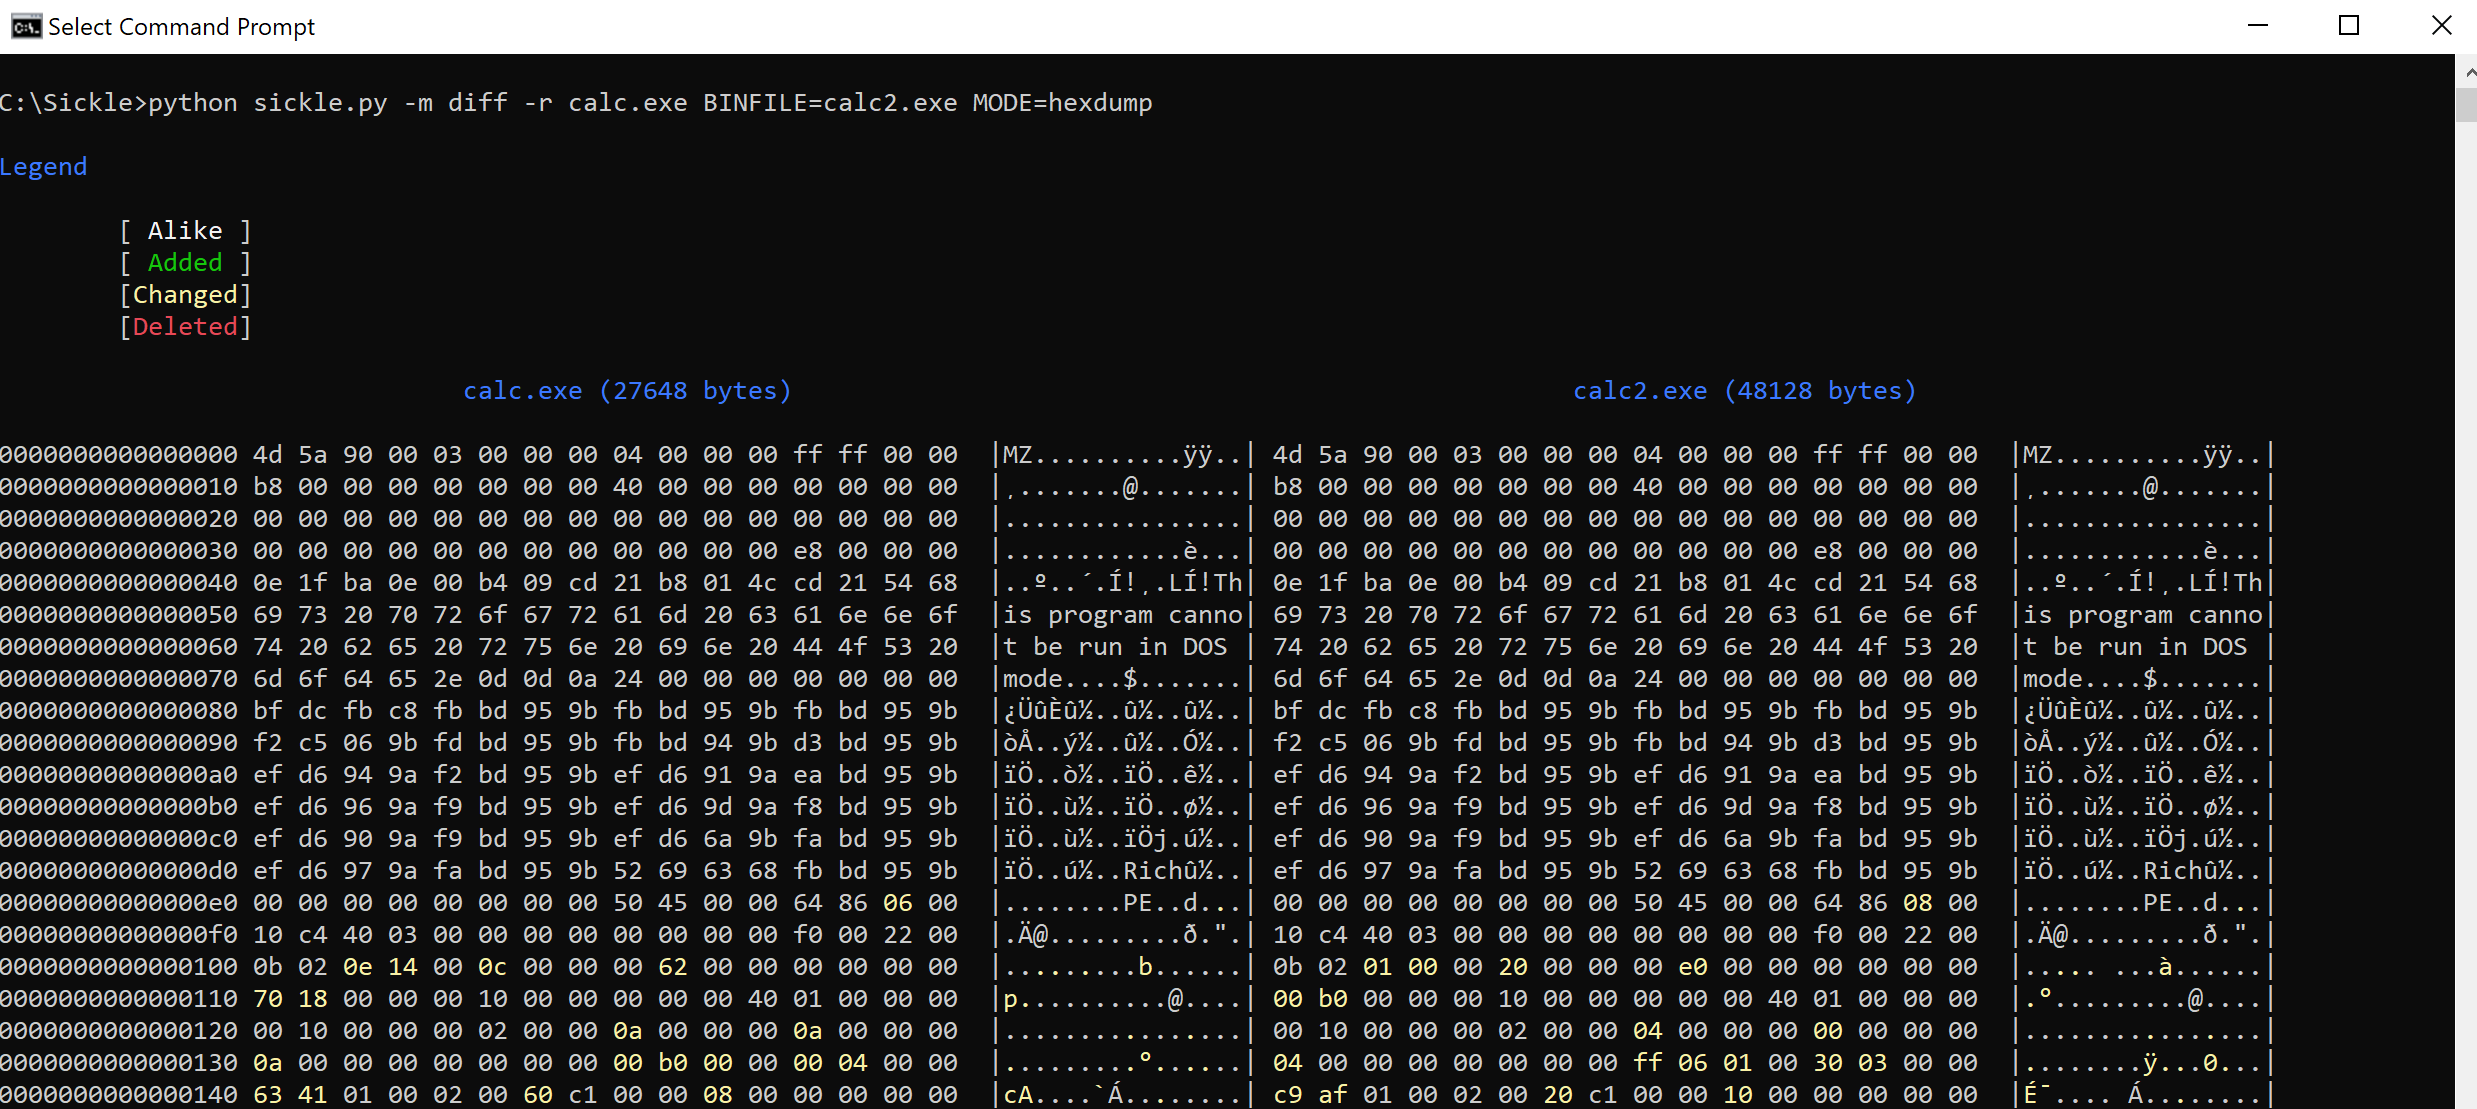 Select Command Prompt
C:\Sickle>python sickle.py -m diff -r calc.exe BINFILE=calc2.exe MODE=hexdump
Legend
[ Alike ]
[ Added ]
[Changed]
[Deleted]
calc.exe (27648 bytes) calc2.exe (48128 bytes)
0000000000000000 4d 5a 90 00 03 00 00 00 04 00 00 00 ff ff 00 00 |MZ..........ÿÿ..| 4d 5a 90 00 03 00 00 00 04 00 00 00 ff ff 00 00 |MZ..........ÿÿ..|
0000000000000010 b8 00 00 00 00 00 00 00 40 00 00 00 00 00 00 00 |¸.......@.......| b8 00 00 00 00 00 00 00 40 00 00 00 00 00 00 00 |¸.......@.......|
0000000000000020 00 00 00 00 00 00 00 00 00 00 00 00 00 00 00 00 |................| 00 00 00 00 00 00 00 00 00 00 00 00 00 00 00 00 |................|
0000000000000030 00 00 00 00 00 00 00 00 00 00 00 00 e8 00 00 00 |............è...| 00 00 00 00 00 00 00 00 00 00 00 00 e8 00 00 00 |............è...|
0000000000000040 0e 1f ba 0e 00 b4 09 cd 21 b8 01 4c cd 21 54 68 |..º..´.Í!¸.LÍ!Th| 0e 1f ba 0e 00 b4 09 cd 21 b8 01 4c cd 21 54 68 |..º..´.Í!¸.LÍ!Th|
0000000000000050 69 73 20 70 72 6f 67 72 61 6d 20 63 61 6e 6e 6f |is program canno| 69 73 20 70 72 6f 67 72 61 6d 20 63 61 6e 6e 6f |is program canno|
0000000000000060 74 20 62 65 20 72 75 6e 20 69 6e 20 44 4f 53 20 |t be run in DOS | 74 20 62 65 20 72 75 6e 20 69 6e 20 44 4f 53 20 |t be run in DOS |
0000000000000070 6d 6f 64 65 2e 0d 0d 0a 24 00 00 00 00 00 00 00 |mode....$.......| 6d 6f 64 65 2e 0d 0d 0a 24 00 00 00 00 00 00 00 |mode....$.......|
0000000000000080 bf dc fb c8 fb bd 95 9b fb bd 95 9b fb bd 95 9b |¿ÜûÈû½..û½..û½..| bf dc fb c8 fb bd 95 9b fb bd 95 9b fb bd 95 9b |¿ÜûÈû½..û½..û½..|
0000000000000090 f2 c5 06 9b fd bd 95 9b fb bd 94 9b d3 bd 95 9b |òÅ..ý½..û½..Ó½..| f2 c5 06 9b fd bd 95 9b fb bd 94 9b d3 bd 95 9b |òÅ..ý½..û½..Ó½..|
00000000000000a0 ef d6 94 9a f2 bd 95 9b ef d6 91 9a ea bd 95 9b |ïÖ..ò½..ïÖ..ê½..| ef d6 94 9a f2 bd 95 9b ef d6 91 9a ea bd 95 9b |ïÖ..ò½..ïÖ..ê½..|
00000000000000b0 ef d6 96 9a f9 bd 95 9b ef d6 9d 9a f8 bd 95 9b |ïÖ..ù½..ïÖ..ø½..| ef d6 96 9a f9 bd 95 9b ef d6 9d 9a f8 bd 95 9b |ïÖ..ù½..ïÖ..ø½..|
00000000000000c0 ef d6 90 9a f9 bd 95 9b ef d6 6a 9b fa bd 95 9b |ïÖ..ù½..ïÖj.ú½..| ef d6 90 9a f9 bd 95 9b ef d6 6a 9b fa bd 95 9b |ïÖ..ù½..ïÖj.ú½..|
00000000000000d0 ef d6 97 9a fa bd 95 9b 52 69 63 68 fb bd 95 9b |ïÖ..ú½..Richû½..| ef d6 97 9a fa bd 95 9b 52 69 63 68 fb bd 95 9b |ïÖ..ú½..Richû½..|
00000000000000e0 00 00 00 00 00 00 00 00 50 45 00 00 64 86 06 00 |........PE..d...| 00 00 00 00 00 00 00 00 50 45 00 00 64 86 08 00 |........PE..d...|
00000000000000f0 10 c4 40 03 00 00 00 00 00 00 00 00 f0 00 22 00 |.Ä@.........ð.".| 10 c4 40 03 00 00 00 00 00 00 00 00 f0 00 22 00 |.Ä@.........ð.".|
0000000000000100 0b 02 0e 14 00 0c 00 00 00 62 00 00 00 00 00 00 |.........b......| 0b 02 01 00 00 20 00 00 00 e0 00 00 00 00 00 00 |..... ...à......|
0000000000000110 70 18 00 00 00 10 00 00 00 00 00 40 01 00 00 00 |p..........@....| 00 b0 00 00 00 10 00 00 00 00 00 40 01 00 00 00 |.°.........@....|
0000000000000120 00 10 00 00 00 02 00 00 0a 00 00 00 0a 00 00 00 |................| 00 10 00 00 00 02 00 00 04 00 00 00 00 00 00 00 |................|
0000000000000130 0a 00 00 00 00 00 00 00 00 b0 00 00 00 04 00 00 |.........°......| 04 00 00 00 00 00 00 00 ff 06 01 00 30 03 00 00 |........ÿ...0...|
0000000000000140 63 41 01 00 02 00 60 c1 00 00 08 00 00 00 00 00 |cA....`Á........| c9 af 01 00 02 00 20 c1 00 00 10 00 00 00 00 00 |É¯.... Á........|